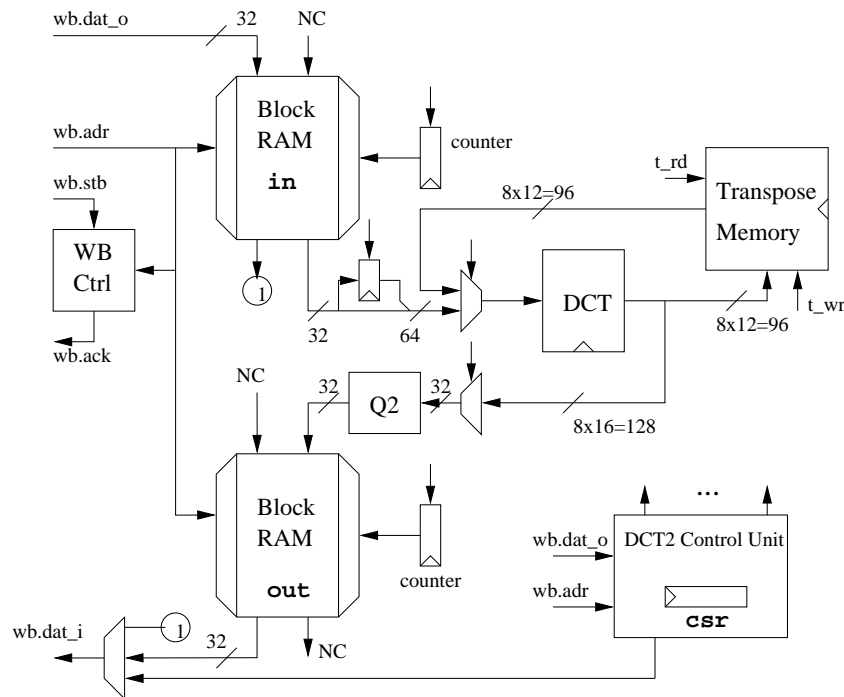 wb.dat_o
32
NC
Block
RAM
in
counter
wb.adr
wb.stb
WB
Ctrl
wb.ack
1
t_rd
Transpose
Memory
8x12=96
32
64
DCT
8x12=96
t_wr
NC
32
Q2
32
8x16=128
Block
RAM
out
counter
...
DCT2 Control Unit
wb.dat_o
wb.adr
csr
wb.dat_i
1
32
NC